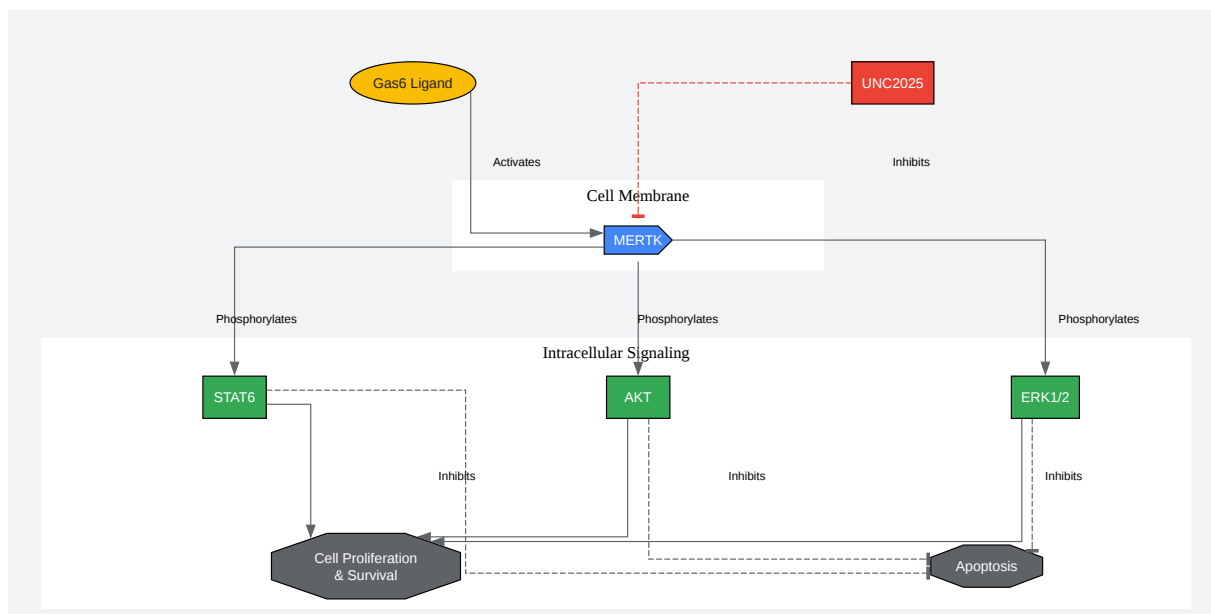 Gas6 Ligand
UNC2025
Activates
Inhibits
Cell Membrane
MERTK
Phosphorylates
Phosphorylates
Phosphorylates
Intracellular Signaling
STAT6
AKT
ERK1/2
Inhibits
Inhibits
Inhibits
Cell Proliferation
& Survival
Apoptosis